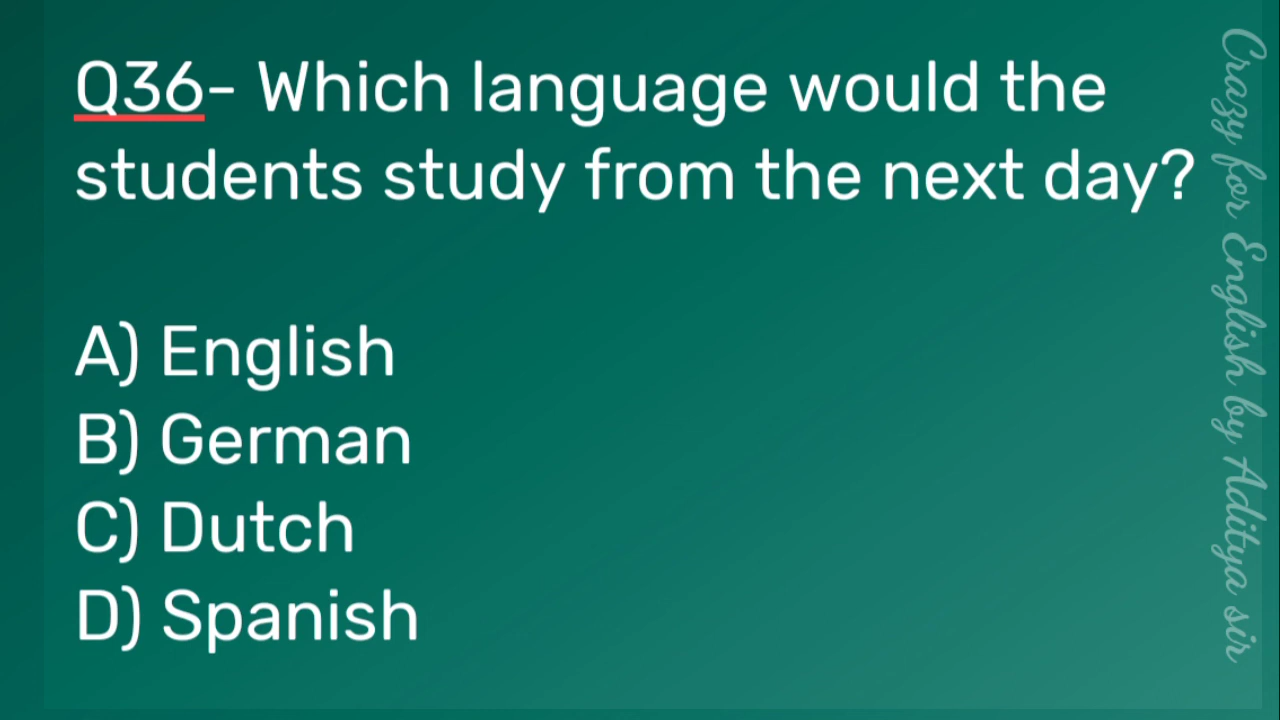 Q36- Which language would the
students study from the next day?
A) English
B) German
C) Dutch
D) Spanish
Crazy for English by Aditya sir